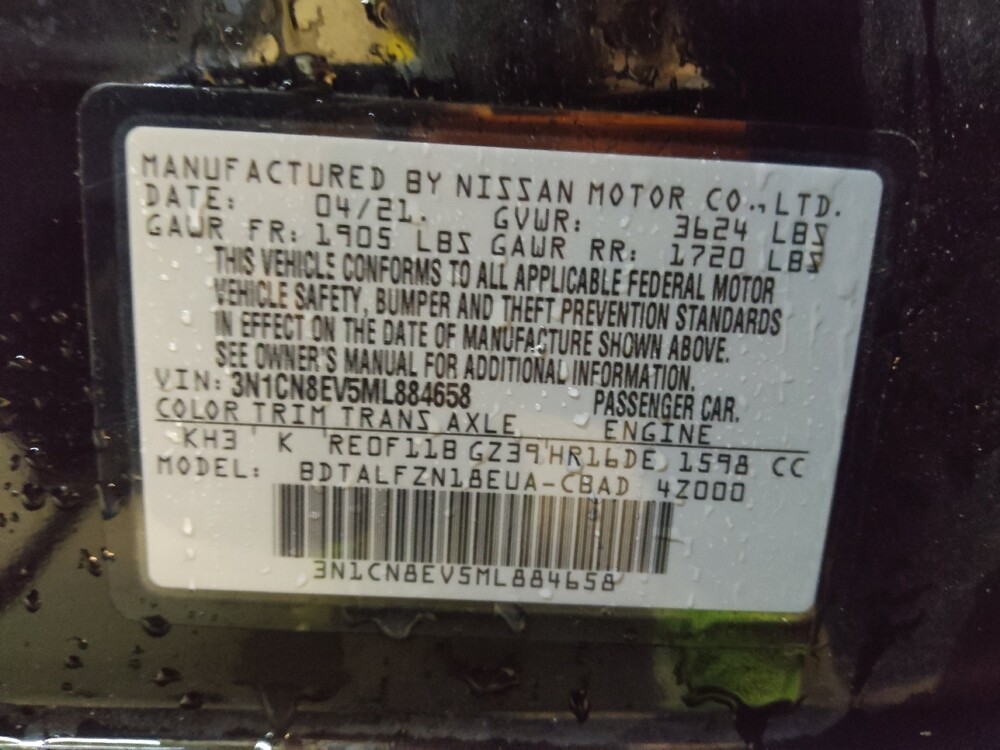 MANUFACTURED BY NISSAN MOTOR CO., LTD.
DATE: 04/21. GVWR: 3624 LBS
GAWR FR: 1905 LBS GAWR RR: 1720 LBS
THIS VEHICLE CONFORMS TO ALL APPLICABLE FEDERAL MOTOR
VEHICLE SAFETY, BUMPER AND THEFT PREVENTION STANDARDS
IN EFFECT ON THE DATE OF MANUFACTURE SHOWN ABOVE.
SEE OWNER'S MANUAL FOR ADDITIONAL INFORMATION.
VIN: 3N1CN8EV5ML884658 PASSENGER CAR.
COLOR TRIM TRANS AXLE ENGINE
KH3 ' K 'RE0F11B GZ39'HR16DE 1598 CC
MODEL: BDTALFZN18EUA-CBAD 4Z000
3N1CN8EV5ML884658